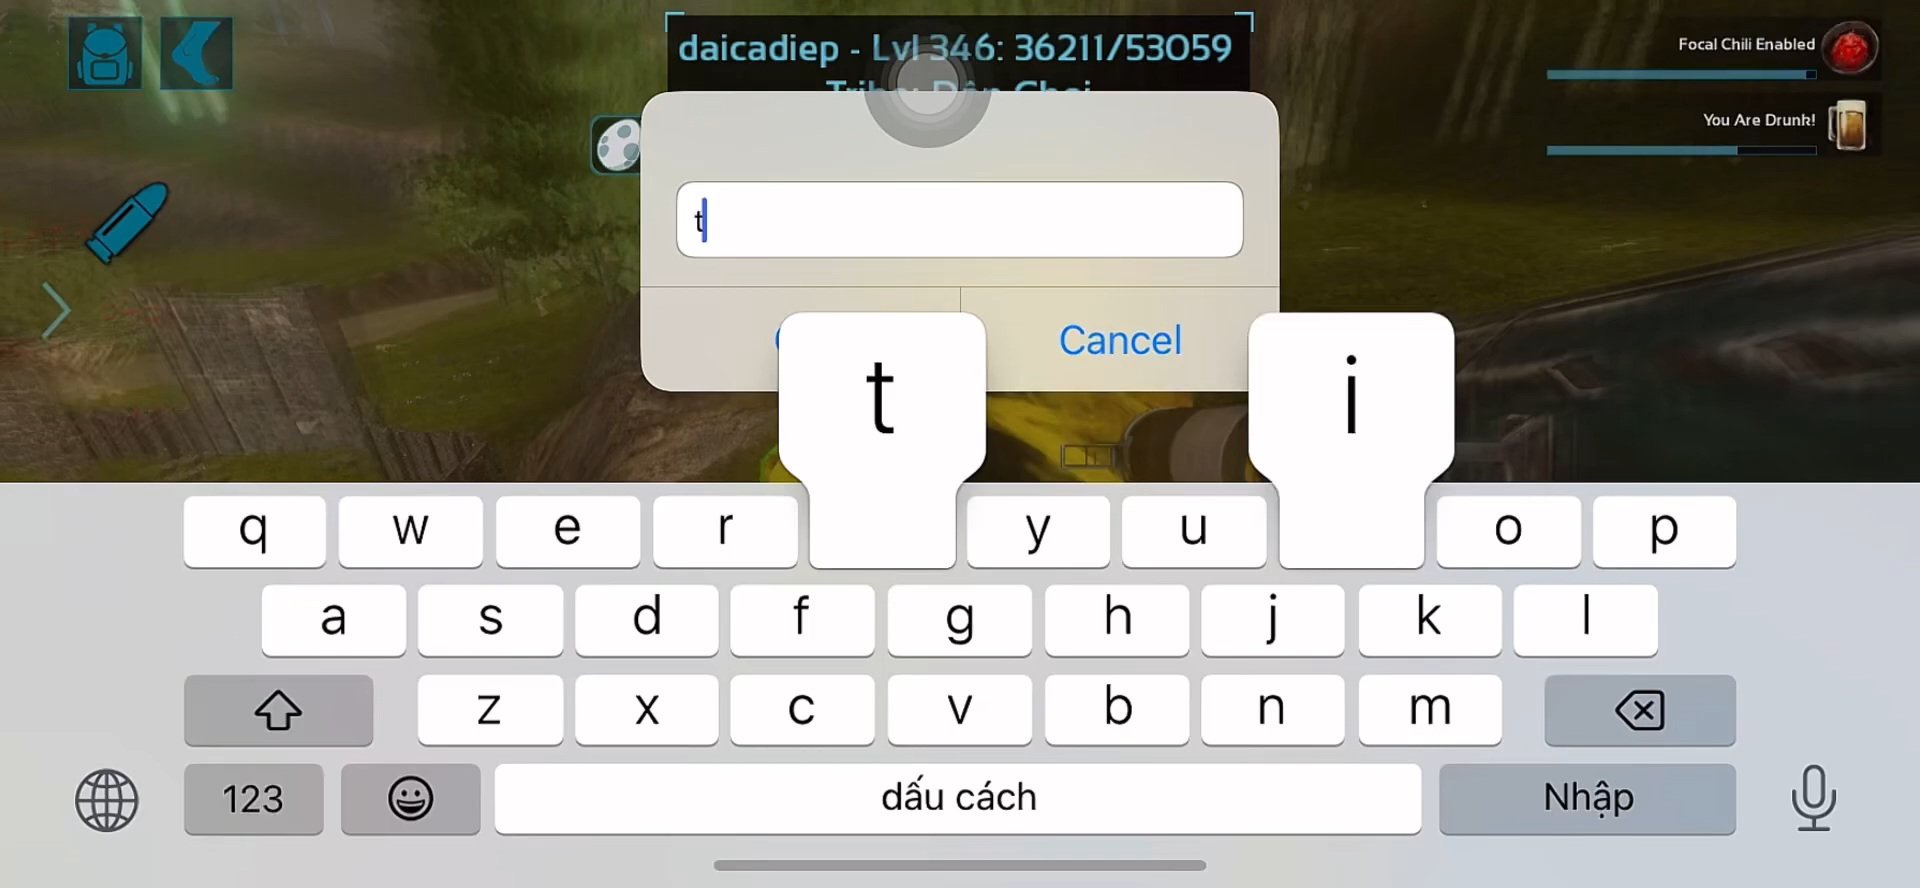 daicadiep - Lvl 346: 36211/53059
Focal Chili Enabled
You Are Drunk!
t
Cancel
t
i
q w e r y u o p
a s d f g h j k l
z x c v b n m
123
dấu cách
Nhập